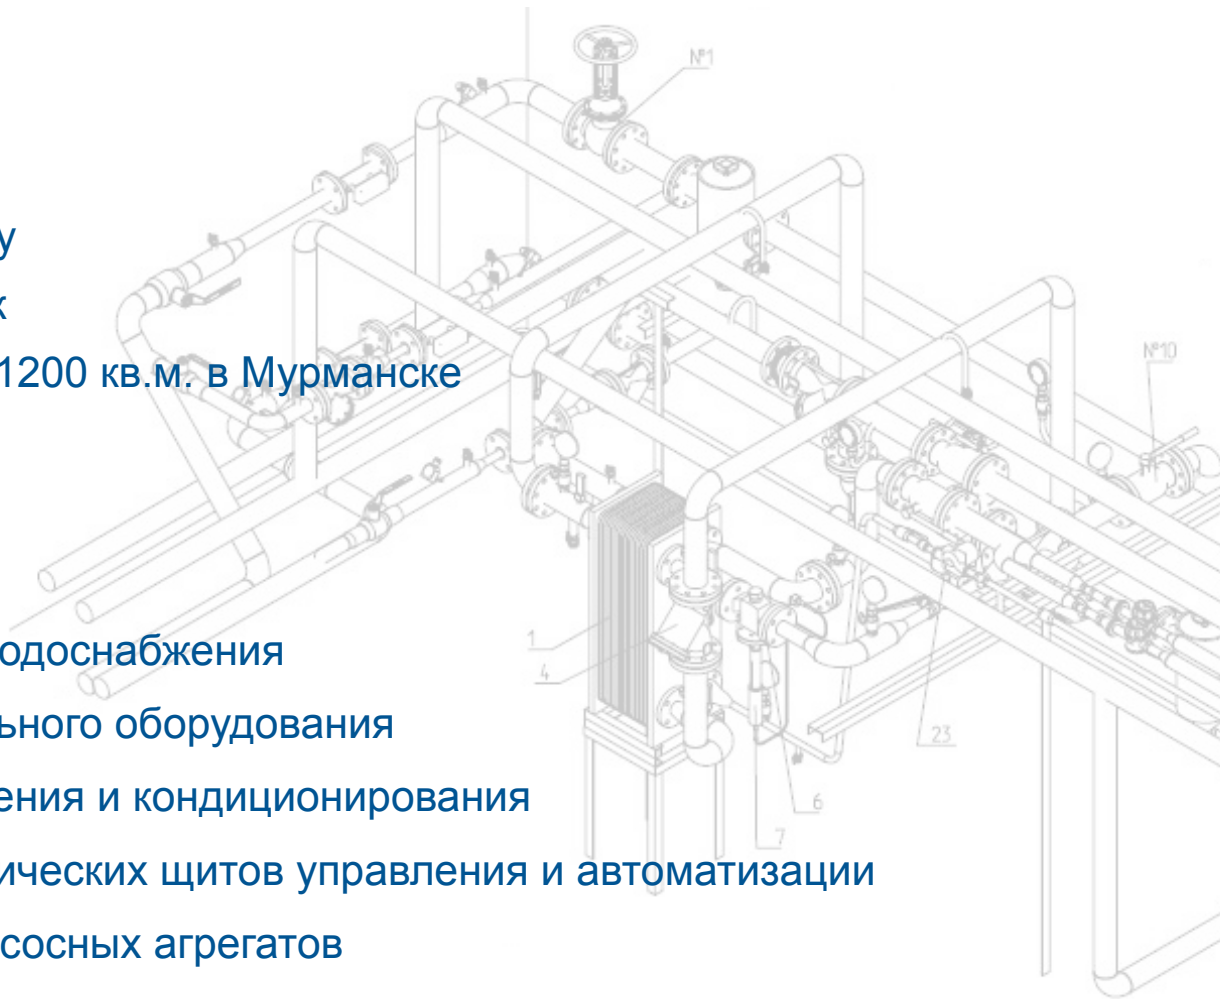 №1
у
к
№10
1200 кв.м. в Мурманске
одоснабжения
1
4
ьного оборудования
23
ения и кондиционирования
6
7
ических щитов управления и автоматизации
сосных агрегатов